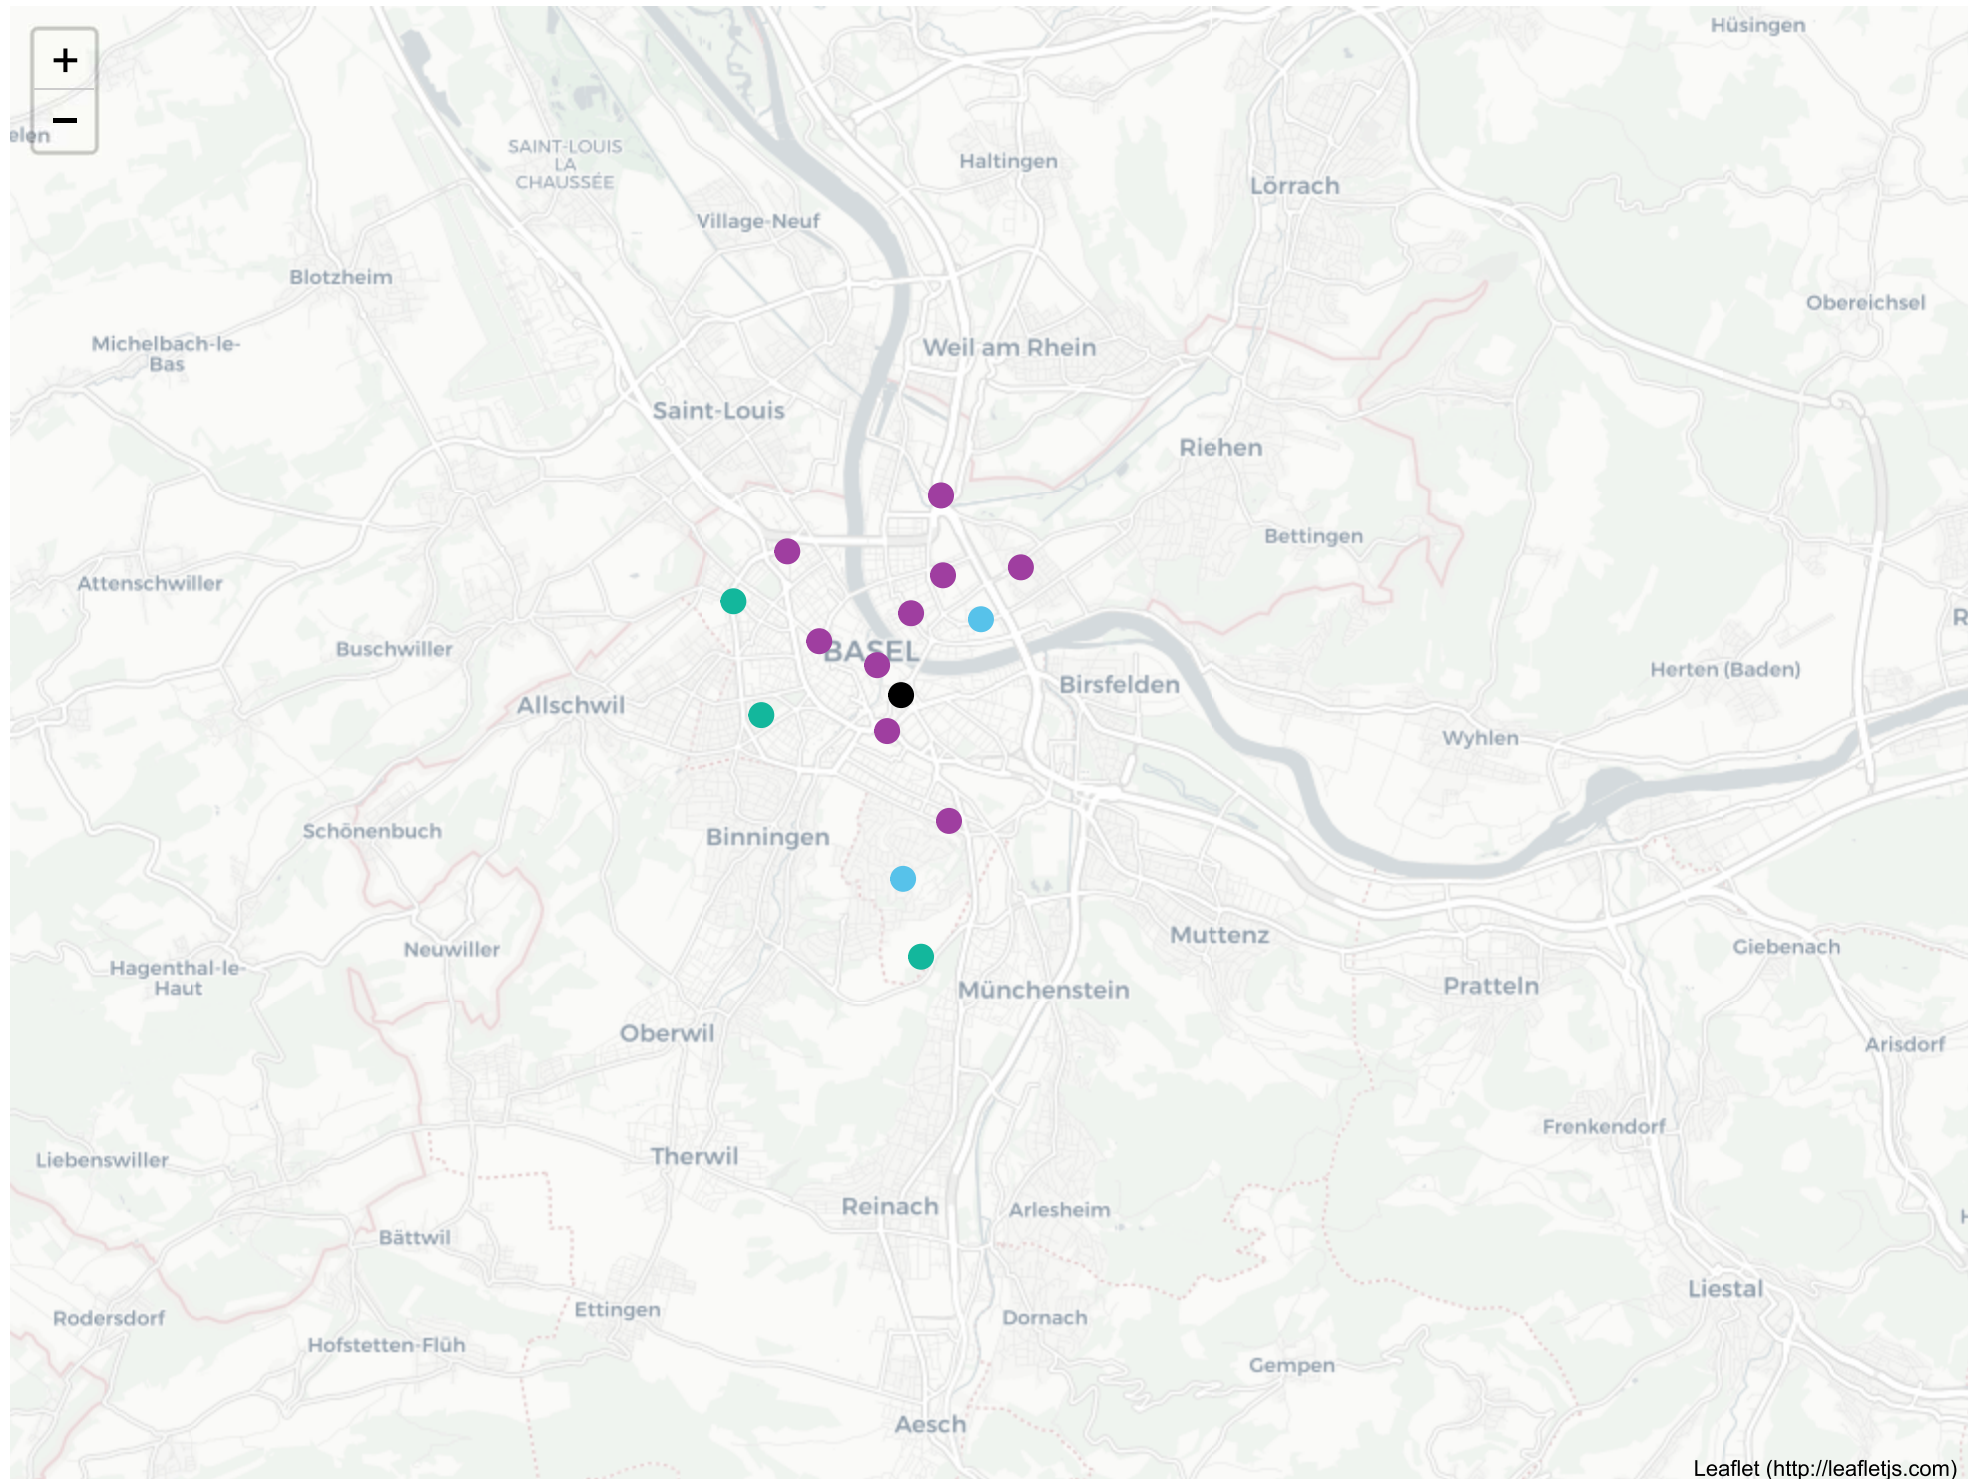 Hüsingen
+
−
elen
SAINT-LOUIS
LA
CHAUSSÉE
Haltingen
Lörrach
Village-Neuf
Blotzheim
Obereichsel
Michelbach-le-
Bas
Weil am Rhein
Saint-Louis
Riehen
Bettingen
Attenschwiller
R
Buschwiller
BASEL
Herten (Baden)
Birsfelden
Allschwil
Wyhlen
Schönenbuch
Binningen
Muttenz
Giebenach
Neuwiller
Hagenthal-le-
Haut
Pratteln
Münchenstein
Oberwil
Arisdorf
Frenkendorf
Therwil
Liebenswiller
Reinach
Arlesheim
H
Bättwil
Liestal
Ettingen
Rodersdorf
Dornach
Hofstetten-Flüh
Gempen
Aesch
Leaflet (http://leafletjs.com)